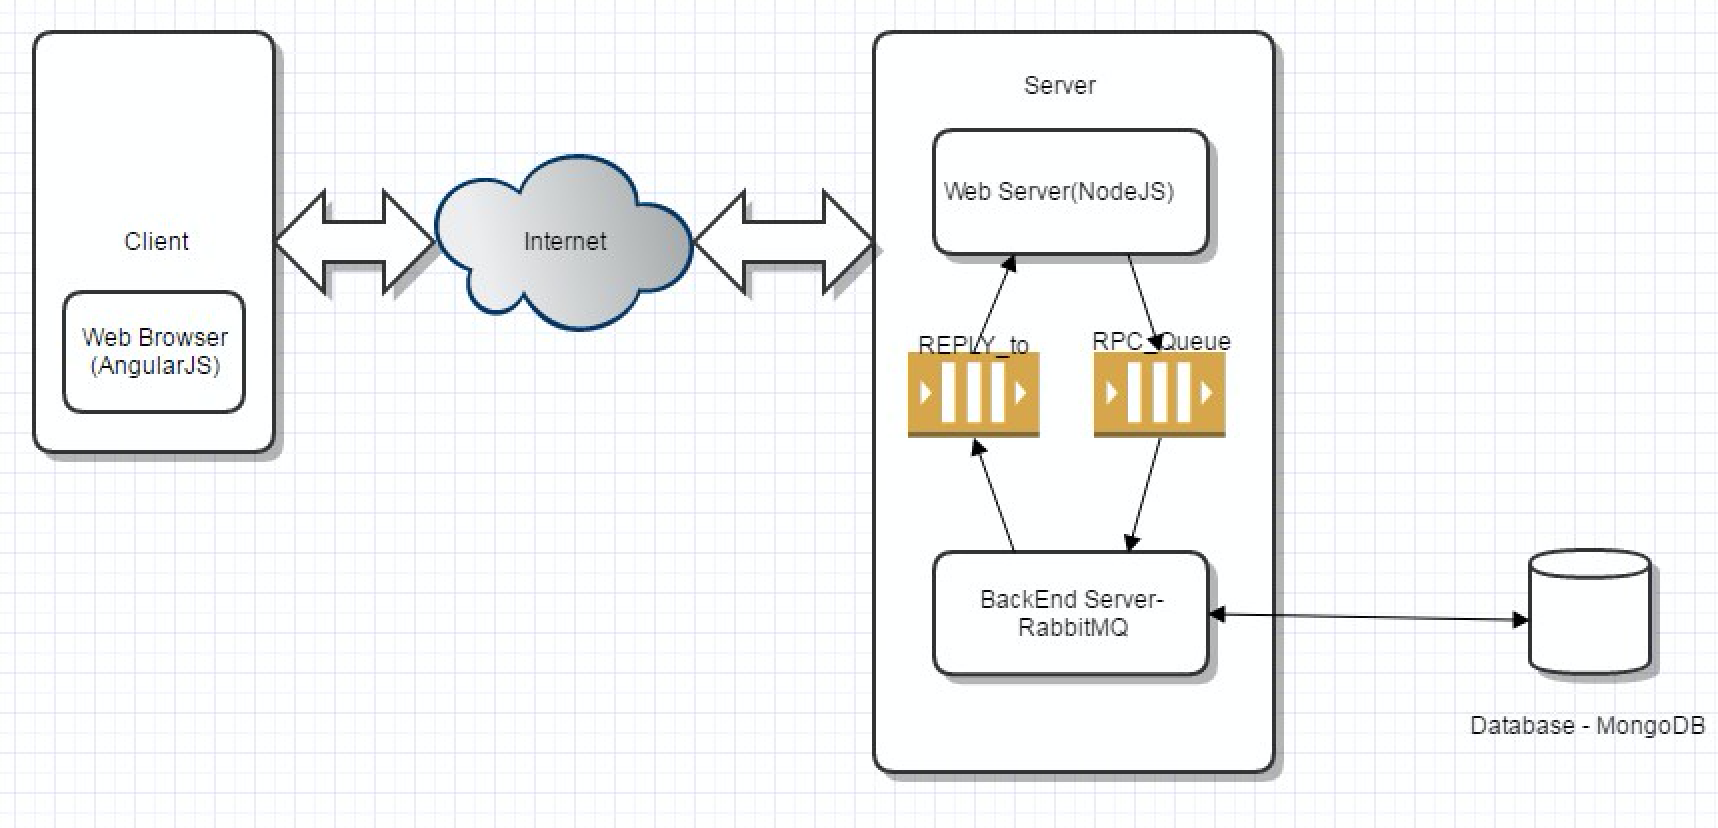 Server
Web Server(NodeJS)
Client
Internet
Web Browser
(AngularJS)
REPLY_to
RPC_Queue
BackEnd Server-
RabbitMQ
Database - MongoDB